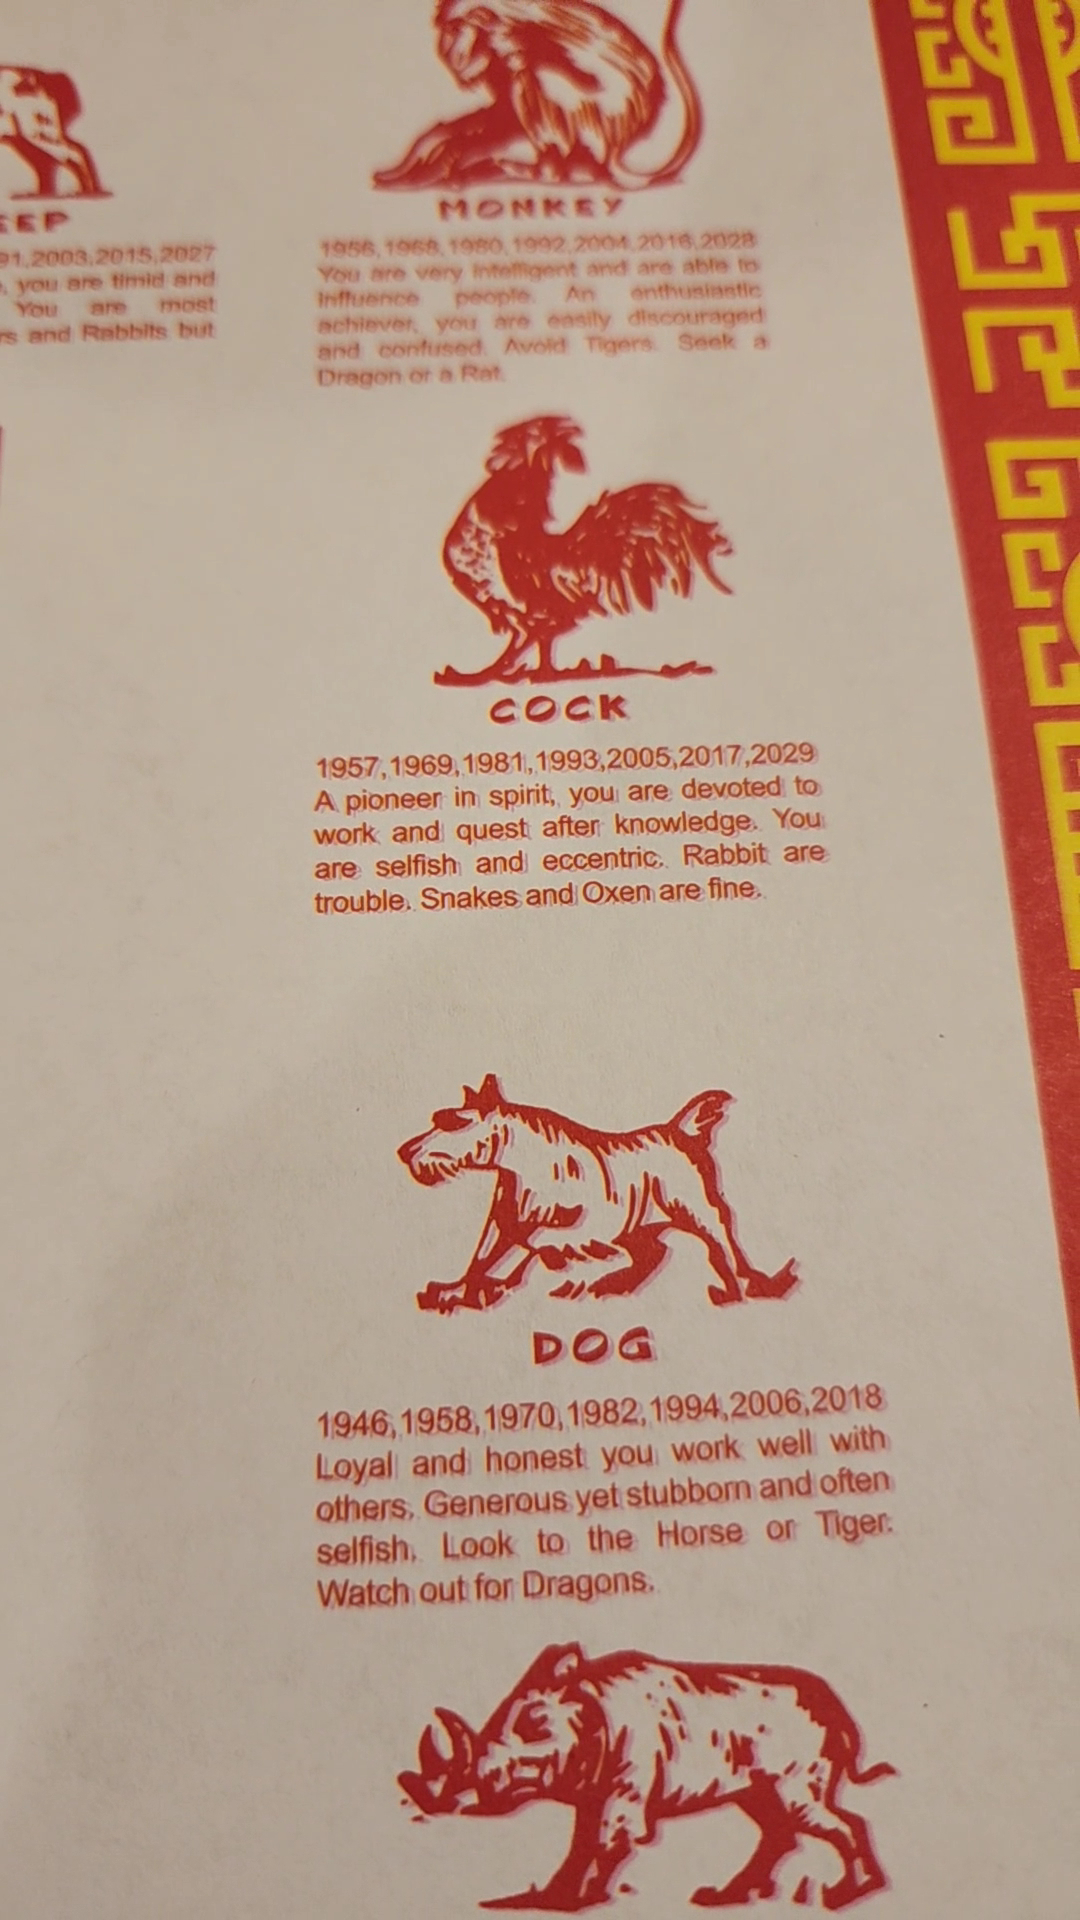 EEP
91,2003,2015,2027
, you are timid and
You are most
rs and Rabbits but
MONKEY
1956,1968,1980,1992,2004,2016,2028
You are very intelligent and are able to
influence people. An enthusiastic
achiever, you are easily discouraged
and confused. Avoid Tigers. Seek a
Dragon or a Rat.
COCK
1957,1969,1981,1993,2005,2017,2029
A pioneer in spirit, you are devoted to
work and quest after knowledge. You
are selfish and eccentric. Rabbit are
trouble. Snakes and Oxen are fine.
DOG
1946,1958,1970,1982,1994,2006,2018
Loyal and honest you work well with
others. Generous yet stubborn and often
selfish. Look to the Horse or Tiger.
Watch out for Dragons.